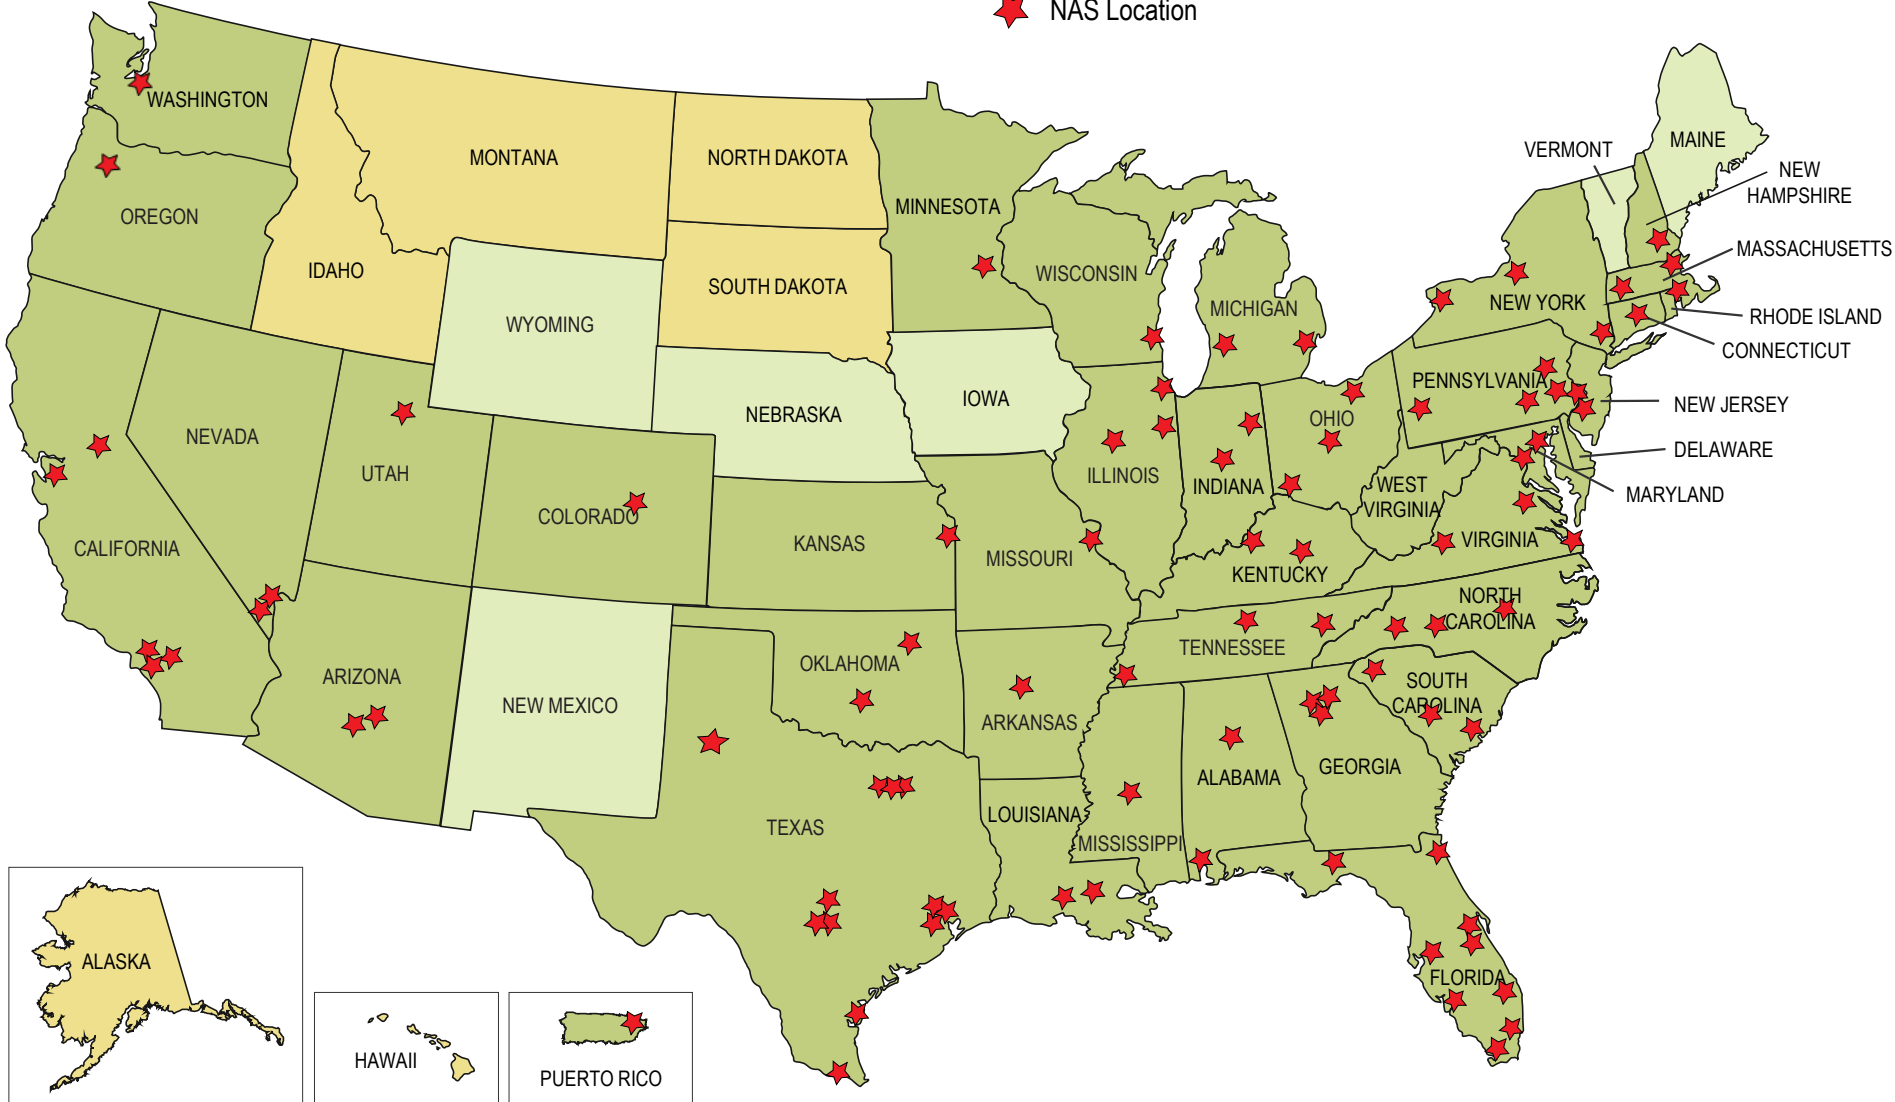 NAS Location
WASHINGTON
MONTANA
NORTH DAKOTA
MINNESOTA
VERMONT
MAINE
NEW
HAMPSHIRE
OREGON
IDAHO
SOUTH DAKOTA
WISCONSIN
MICHIGAN
NEW YORK
MASSACHUSETTS
RHODE ISLAND
CONNECTICUT
WYOMING
IOWA
PENNSYLVANIA
NEW JERSEY
NEBRASKA
NEVADA
UTAH
OHIO
ILLINOIS
INDIANA
DELAWARE
MARYLAND
WEST
VIRGINIA
COLORADO
CALIFORNIA
KANSAS
MISSOURI
VIRGINIA
KENTUCKY
NORTH
CAROLINA
TENNESSEE
ARIZONA
NEW MEXICO
OKLAHOMA
ARKANSAS
SOUTH
CAROLINA
TEXAS
LOUISIANA
MISSISSIPPI
ALABAMA
GEORGIA
FLORIDA
ALASKA
HAWAII
PUERTO RICO